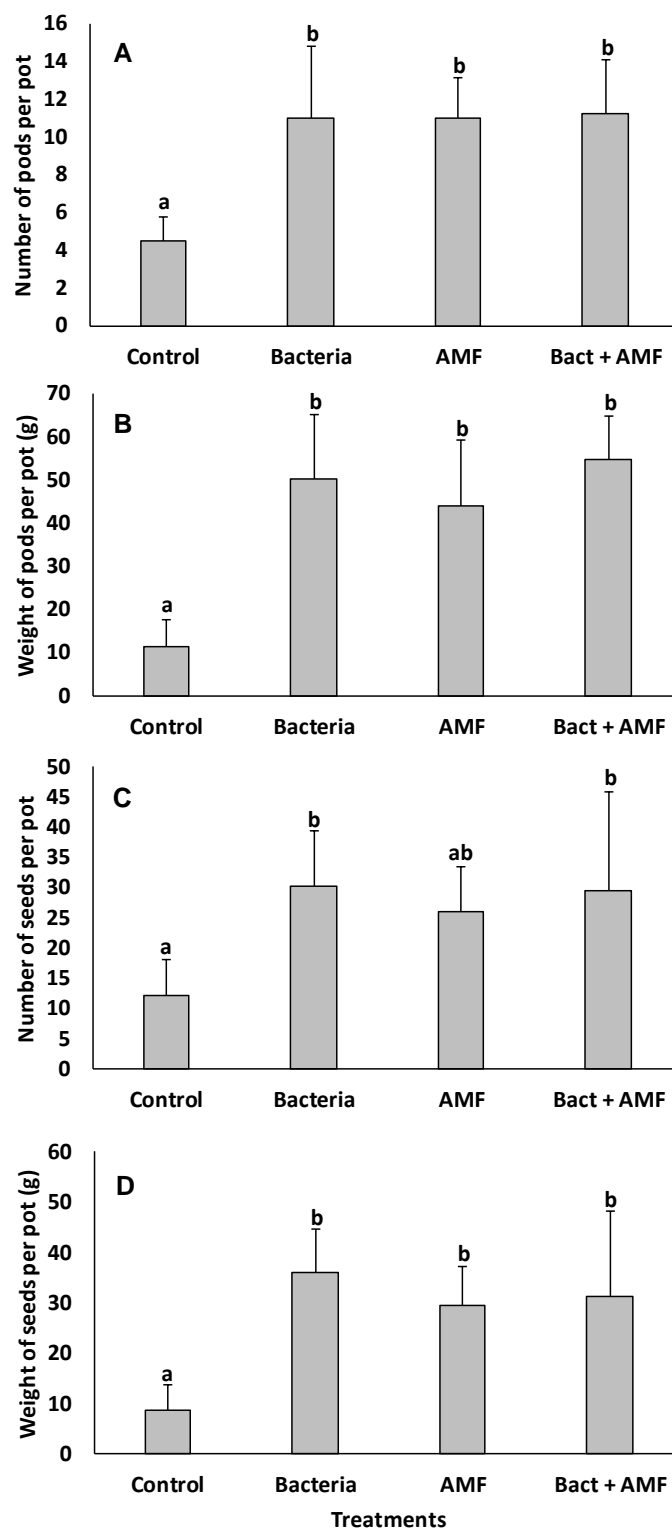 Number of pods per pot
16
14
12
10
8
6
4
2
0
A
a
b
b
b
Control Bacteria AMF Bact + AMF
Weight of pods per pot (g)
70
60
50
40
30
20
10
0
B
a
b
b
b
Control Bacteria AMF Bact + AMF
Number of seeds per pot
50
45
40
35
30
25
20
15
10
5
0
C
a
b
ab
b
Control Bacteria AMF Bact + AMF
Weight of seeds per pot (g)
60
50
40
30
20
10
0
D
a
b
b
b
Control Bacteria AMF Bact + AMF
Treatments